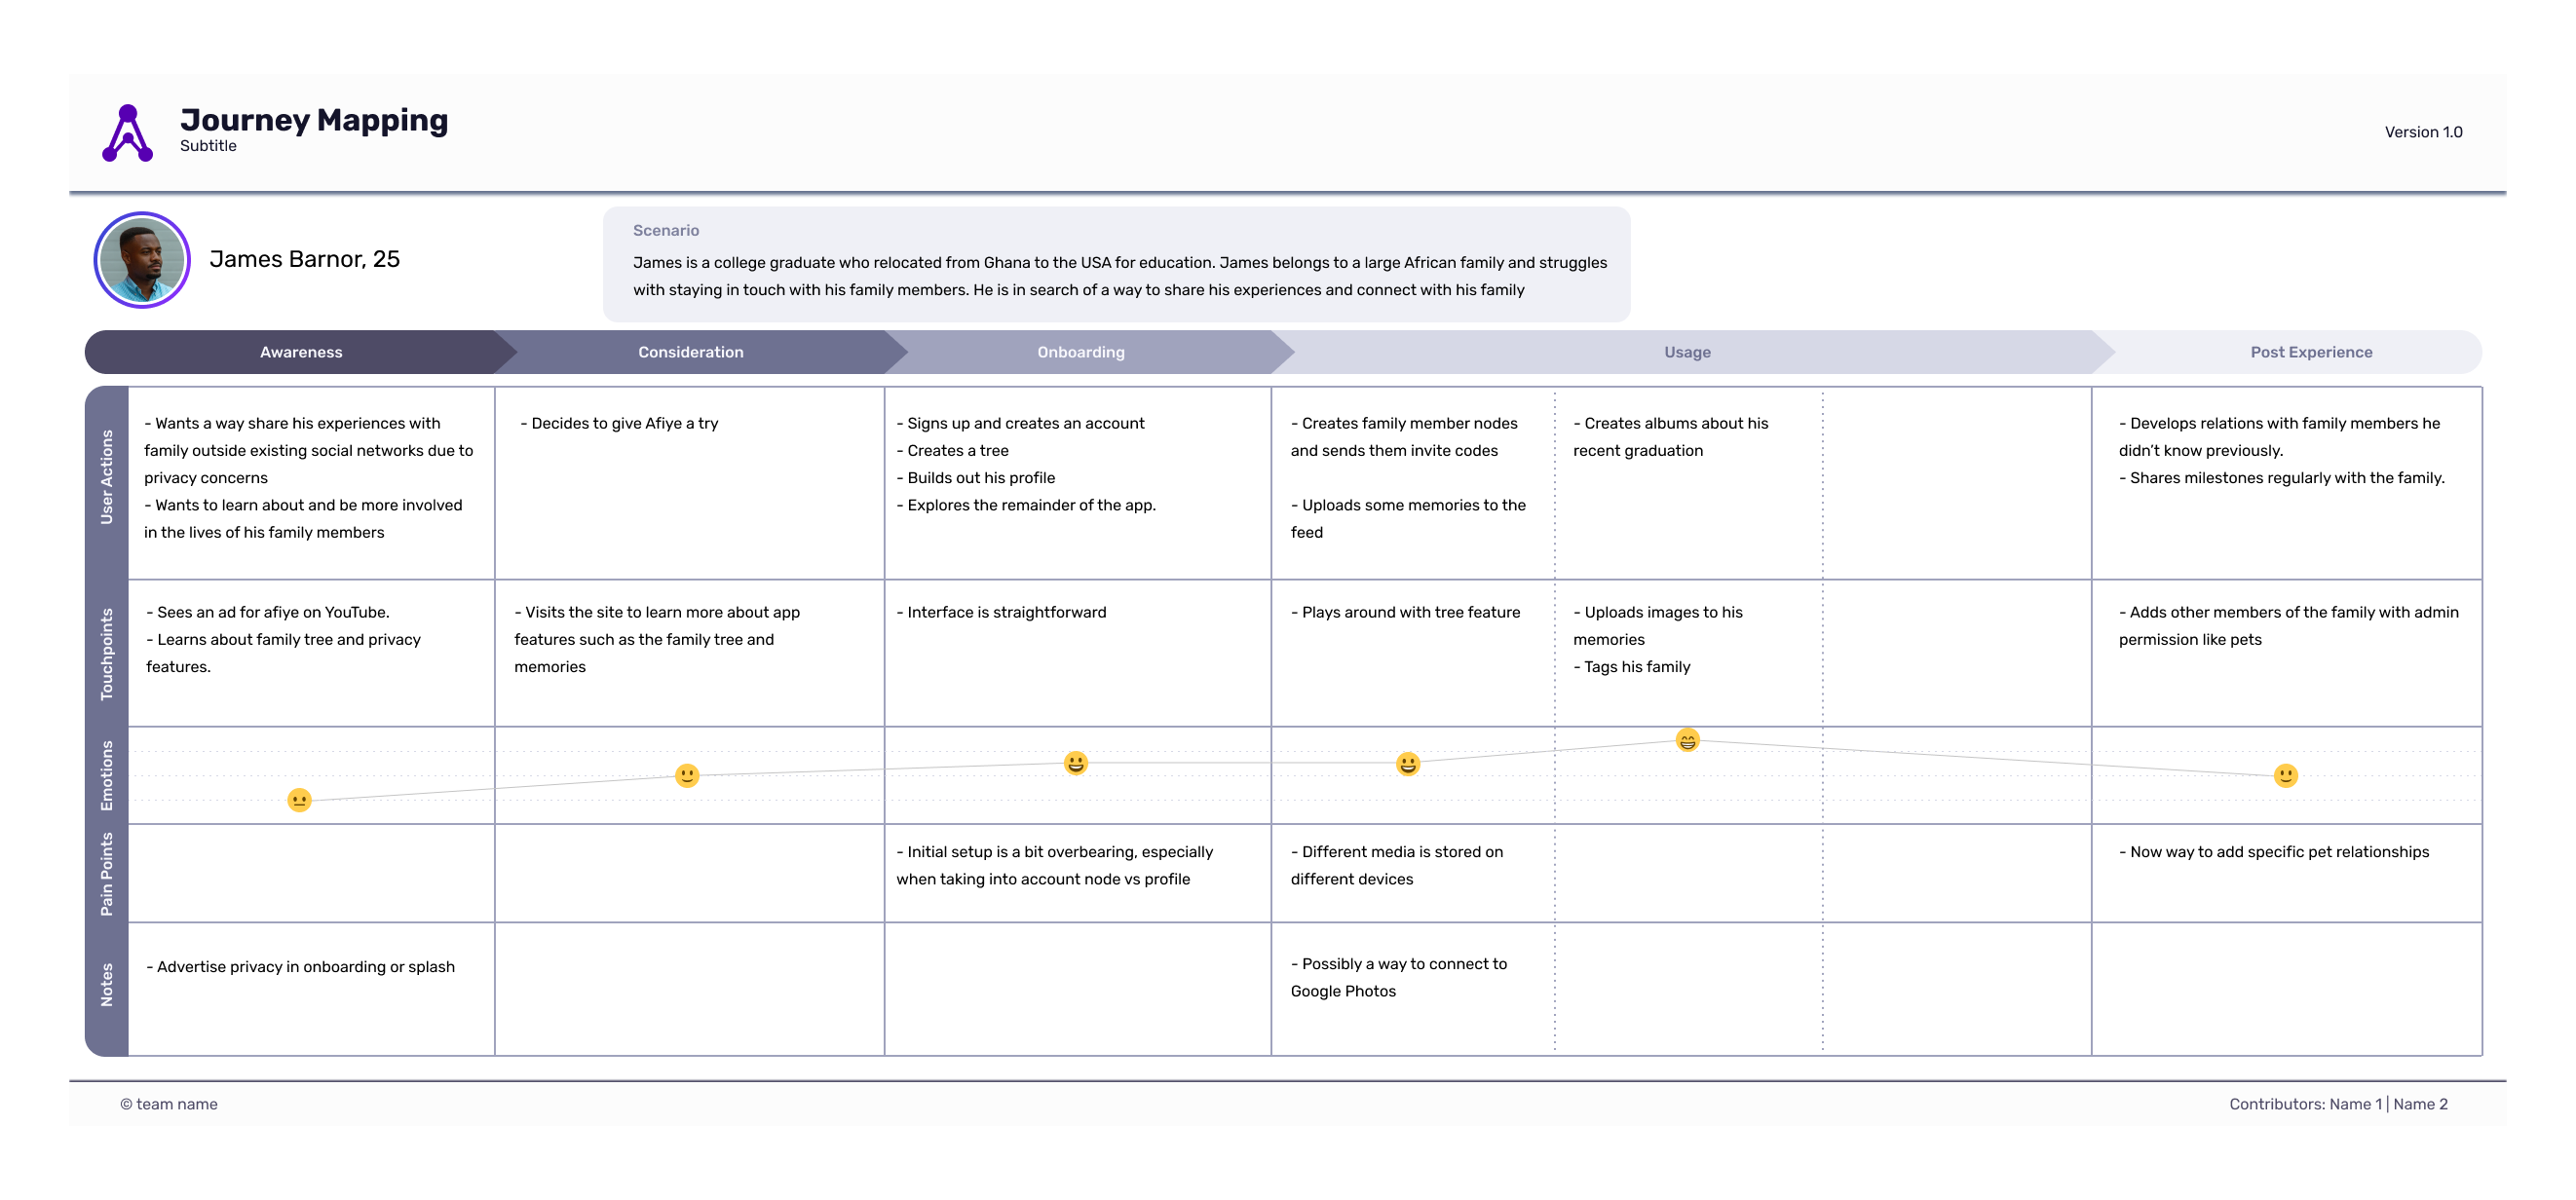 Journey Mapping
Subtitle
Version 1.0
James Barnor, 25
Scenario
James is a college graduate who relocated from Ghana to the USA for education. James belongs to a large African family and struggles
with staying in touch with his family members. He is in search of a way to share his experiences and connect with his family
Awareness
Consideration
Onboarding
Usage
Post Experience
User Actions
- Wants a way share his experiences with
family outside existing social networks due to
privacy concerns
- Wants to learn about and be more involved
in the lives of his family members
- Decides to give Afiye a try
- Signs up and creates an account
- Creates a tree
- Builds out his profile
- Explores the remainder of the app.
- Creates family member nodes
and sends them invite codes
- Uploads some memories to the
feed
- Creates albums about his
recent graduation
- Develops relations with family members he
didn't know previously.
- Shares milestones regularly with the family.
Touchpoints
- Sees an ad for afiye on YouTube.
- Learns about family tree and privacy
features.
- Visits the site to learn more about app
features such as the family tree and
memories
- Interface is straightforward
- Plays around with tree feature
- Uploads images to his
memories
- Tags his family
- Adds other members of the family with admin
permission like pets
Emotions
Pain Points
- Initial setup is a bit overbearing, especially
when taking into account node vs profile
- Different media is stored on
different devices
- Now way to add specific pet relationships
Notes
- Advertise privacy in onboarding or splash
- Possibly a way to connect to
Google Photos
© team name
Contributors: Name 1 | Name 2